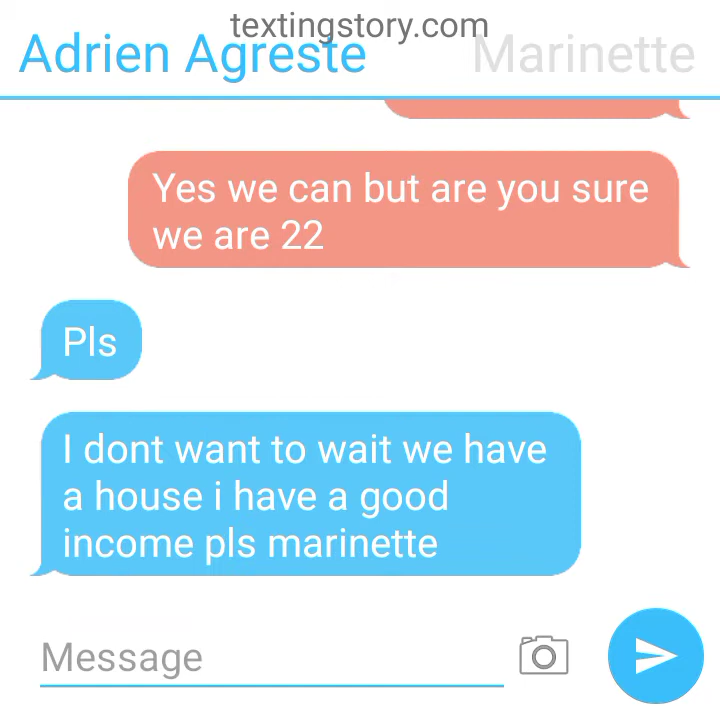 textingstory.com
Adrien Agreste
Marinette
Yes we can but are you sure
we are 22
Pls
I dont want to wait we have
a house i have a good
income pls marinette
Message